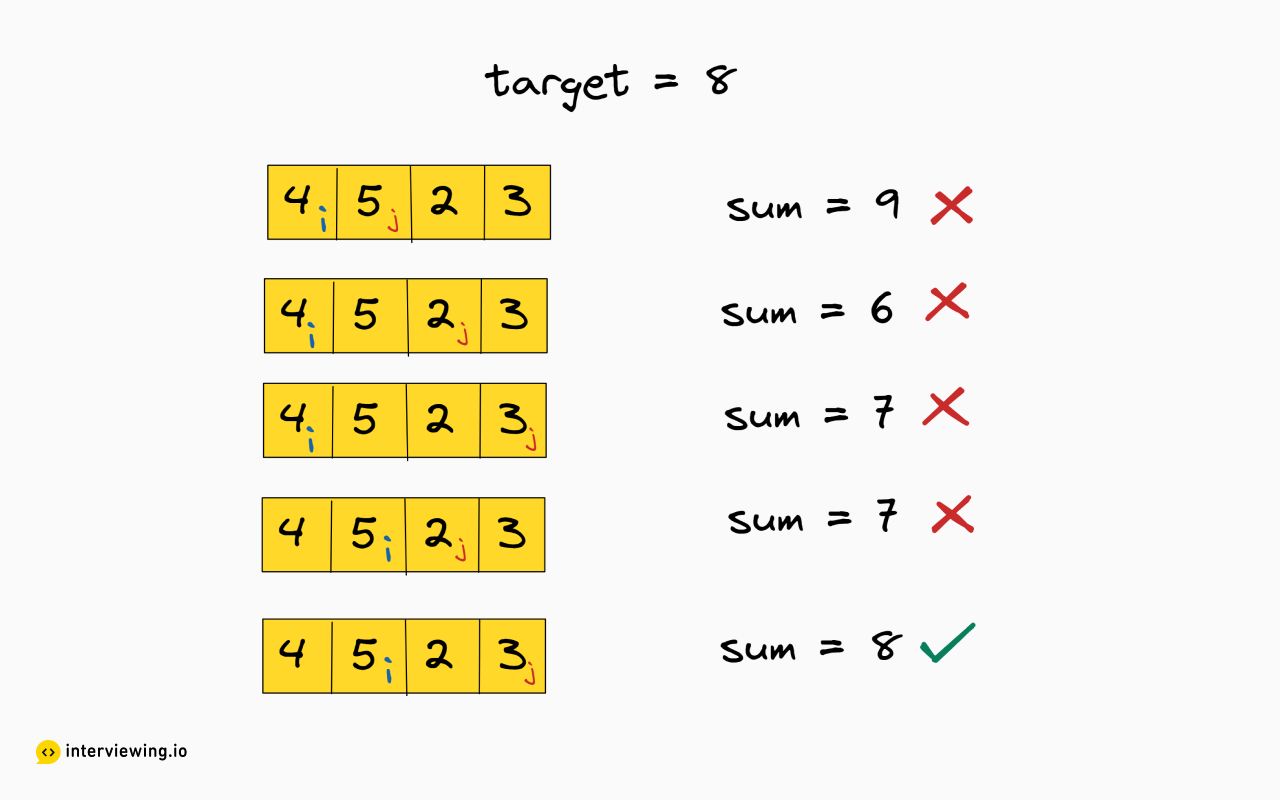 target = 8
4 i 5 j 2 3 sum = 9
4 i 5 2 j 3 sum = 6
4 i 5 2 3 j sum = 7
4 5 i 2 j 3 sum = 7
4 5 i 2 3 j sum = 8
interviewing.io